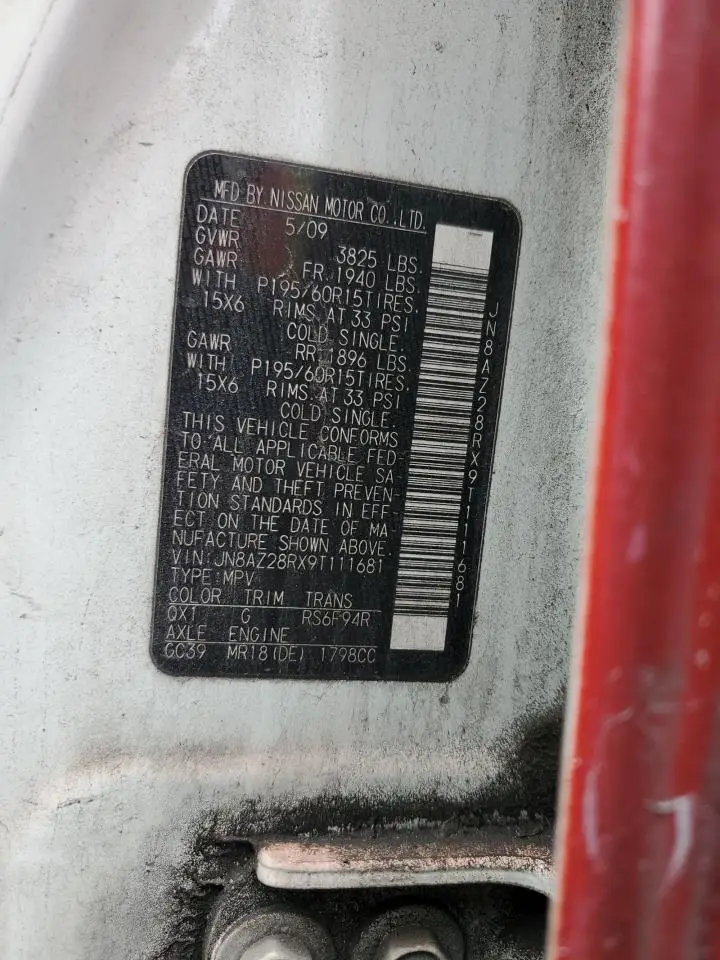 MFD BY NISSAN MOTOR CO.,LTD.
DATE 5/09
GVWR 3825 LBS.
GAWR FR 1940 LBS.
WITH P195/60R15TIRES.
15X6 RIMS AT 33 PSI
COLD SINGLE.
GAWR RR 1896 LBS.
WITH P195/60R15TIRES.
15X6 RIMS AT 33 PSI
COLD SINGLE.
THIS VEHICLE CONFORMS
TO ALL APPLICABLE FED
ERAL MOTOR VEHICLE SA
FETY AND THEFT PREVEN-
TION STANDARDS IN EFF-
ECT ON THE DATE OF MA-
NUFACTURE SHOWN ABOVE.
VIN:JN8AZ28RX9T111681
TYPE:MPV
COLOR TRIM TRANS
QX1 G RS6F94R
AXLE ENGINE
GC39 MR18(DE) 1798CC
JN8AZ28RX9T111681